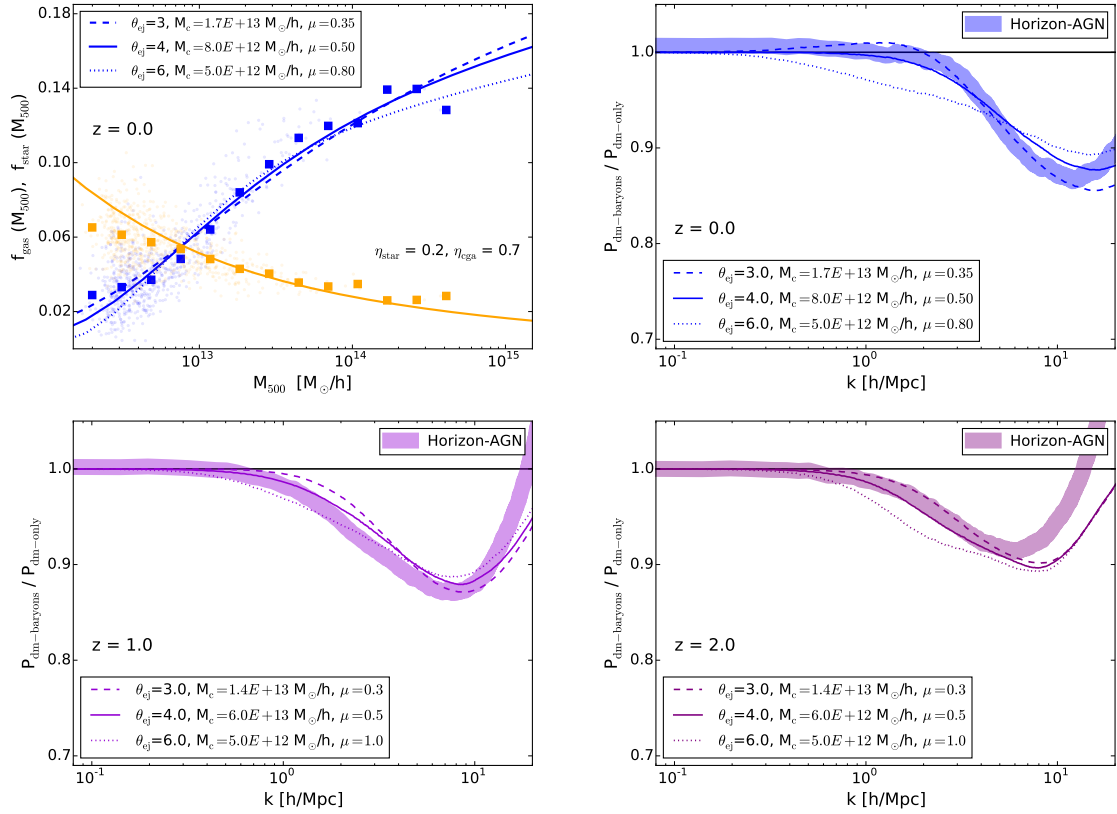 θej=3, Mc=1.7E+13 M⊙/h, μ=0.35
θej=4, Mc=8.0E+12 M⊙/h, μ=0.50
θej=6, Mc=5.0E+12 M⊙/h, μ=0.80
z = 0.0
ηstar = 0.2, ηcga = 0.7
fgas (M500), fstar (M500)
0.18
0.14
0.10
0.06
0.02
10^13
10^14
10^15
M500 [M⊙/h]
Horizon-AGN
Pdm−baryons / Pdm−only
1.0
0.9
0.8
0.7
z = 0.0
θej=3.0, Mc=1.7E+13 M⊙/h, μ=0.35
θej=4.0, Mc=8.0E+12 M⊙/h, μ=0.50
θej=6.0, Mc=5.0E+12 M⊙/h, μ=0.80
10^-1
10^0
10^1
k [h/Mpc]
Horizon-AGN
Pdm−baryons / Pdm−only
1.0
0.9
0.8
0.7
z = 1.0
θej=3.0, Mc=1.4E+13 M⊙/h, μ=0.3
θej=4.0, Mc=6.0E+13 M⊙/h, μ=0.5
θej=6.0, Mc=5.0E+12 M⊙/h, μ=1.0
10^-1
10^0
10^1
k [h/Mpc]
Horizon-AGN
Pdm−baryons / Pdm−only
1.0
0.9
0.8
0.7
z = 2.0
θej=3.0, Mc=1.4E+13 M⊙/h, μ=0.3
θej=4.0, Mc=6.0E+12 M⊙/h, μ=0.5
θej=6.0, Mc=5.0E+12 M⊙/h, μ=1.0
10^-1
10^0
10^1
k [h/Mpc]